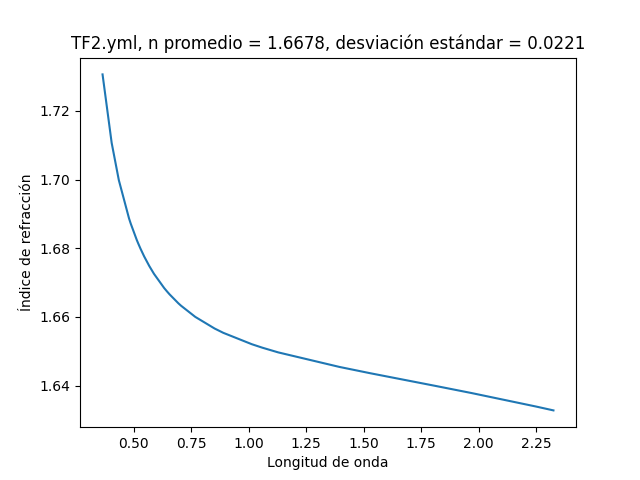 TF2.yml, n promedio = 1.6678, desviación estándar = 0.0221
1.72
1.70
1.68
1.66
1.64
Índice de refracción
0.50 0.75 1.00 1.25 1.50 1.75 2.00 2.25
Longitud de onda